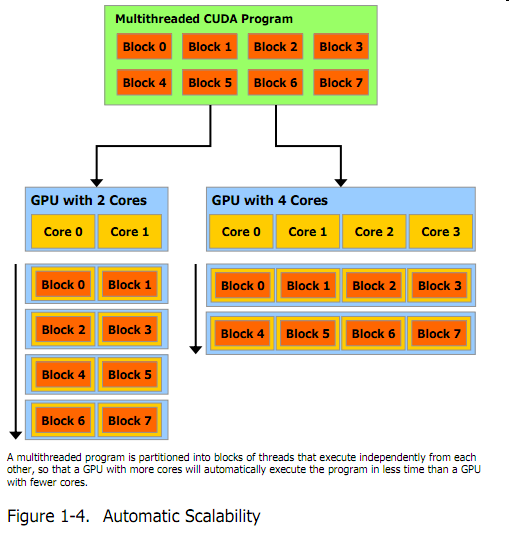 Multithreaded CUDA Program
Block 0 Block 1 Block 2 Block 3
Block 4 Block 5 Block 6 Block 7
GPU with 2 Cores
Core 0 Core 1
Block 0 Block 1
Block 2 Block 3
Block 4 Block 5
Block 6 Block 7
GPU with 4 Cores
Core 0 Core 1 Core 2 Core 3
Block 0 Block 1 Block 2 Block 3
Block 4 Block 5 Block 6 Block 7
A multithreaded program is partitioned into blocks of threads that execute independently from each
other, so that a GPU with more cores will automatically execute the program in less time than a GPU
with fewer cores.
Figure 1-4. Automatic Scalability